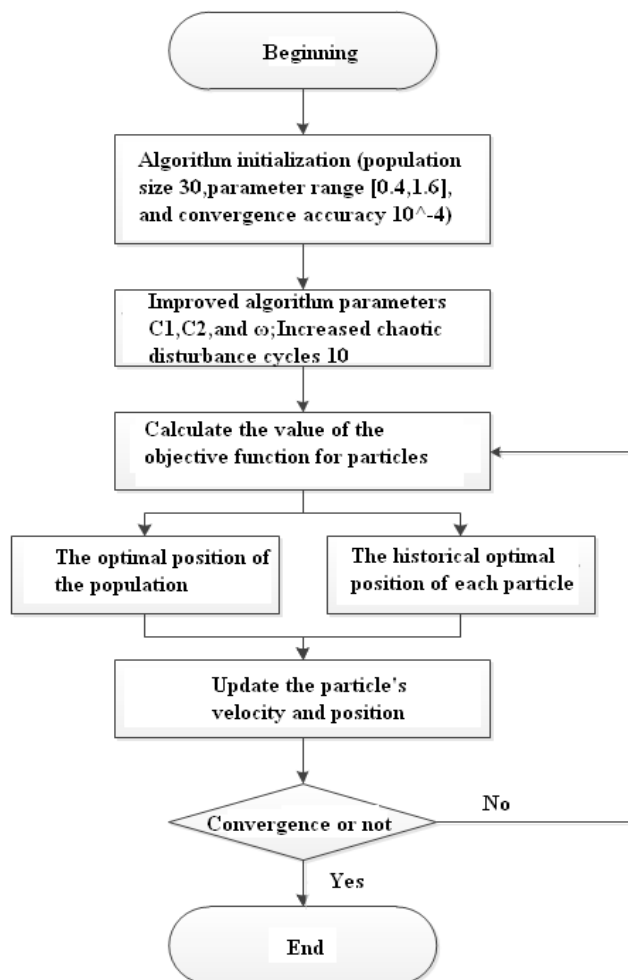 Beginning
Algorithm initialization (population
size 30,parameter range [0.4,1.6],
and convergence accuracy 10^-4)
Improved algorithm parameters
C1,C2,and ω;Increased chaotic
disturbance cycles 10
Calculate the value of the
objective function for particles
The optimal position of
the population
The historical optimal
position of each particle
Update the particle's
velocity and position
Convergence or not
No
Yes
End